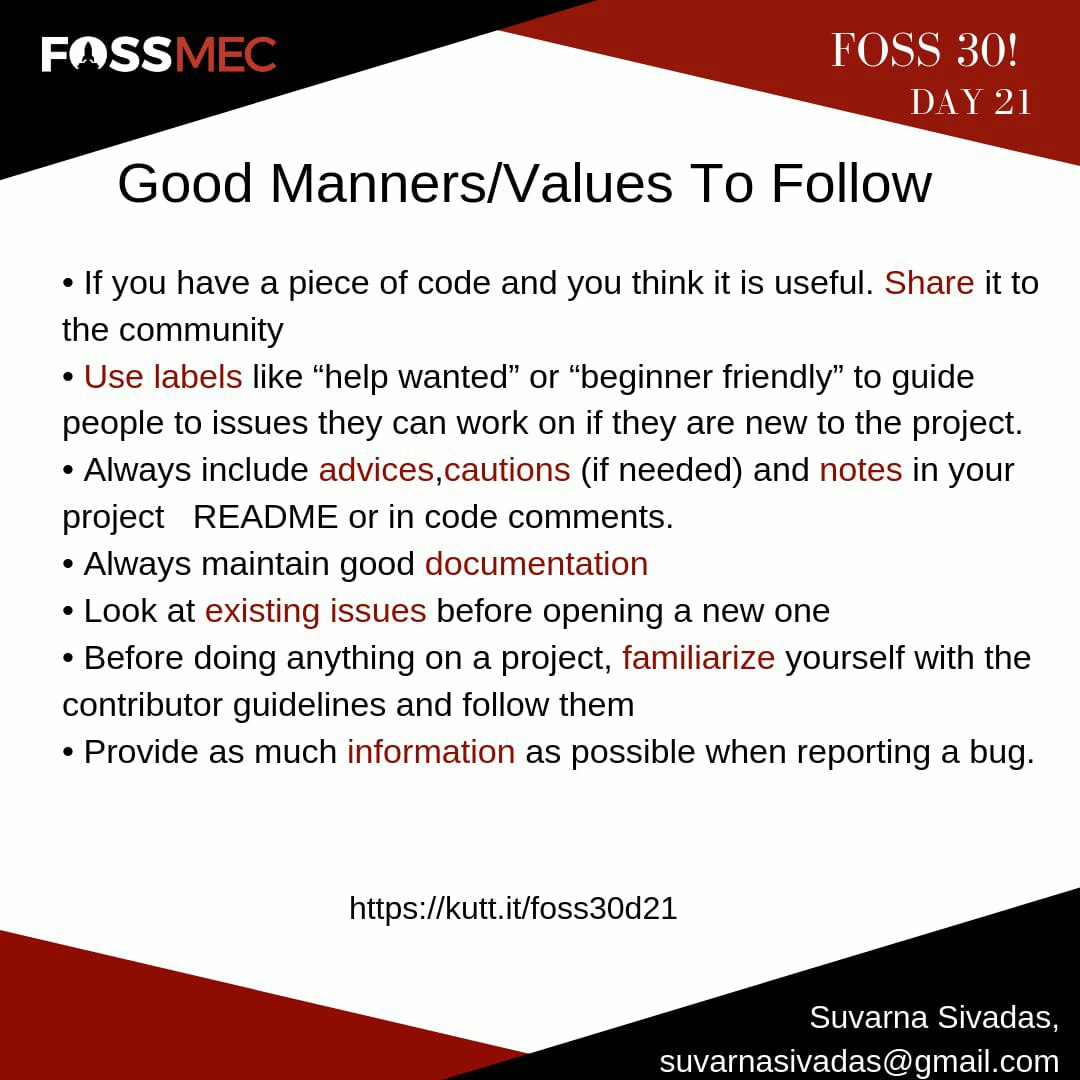 FOSSMEC
FOSS 30!
DAY 21
Good Manners/Values To Follow
• If you have a piece of code and you think it is useful. Share it to
the community
• Use labels like “help wanted” or “beginner friendly” to guide
people to issues they can work on if they are new to the project.
• Always include advices,cautions (if needed) and notes in your
project   README or in code comments.
• Always maintain good documentation
• Look at existing issues before opening a new one
• Before doing anything on a project, familiarize yourself with the
contributor guidelines and follow them
• Provide as much information as possible when reporting a bug.
https://kutt.it/foss30d21
Suvarna Sivadas,
suvarnasivadas@gmail.com